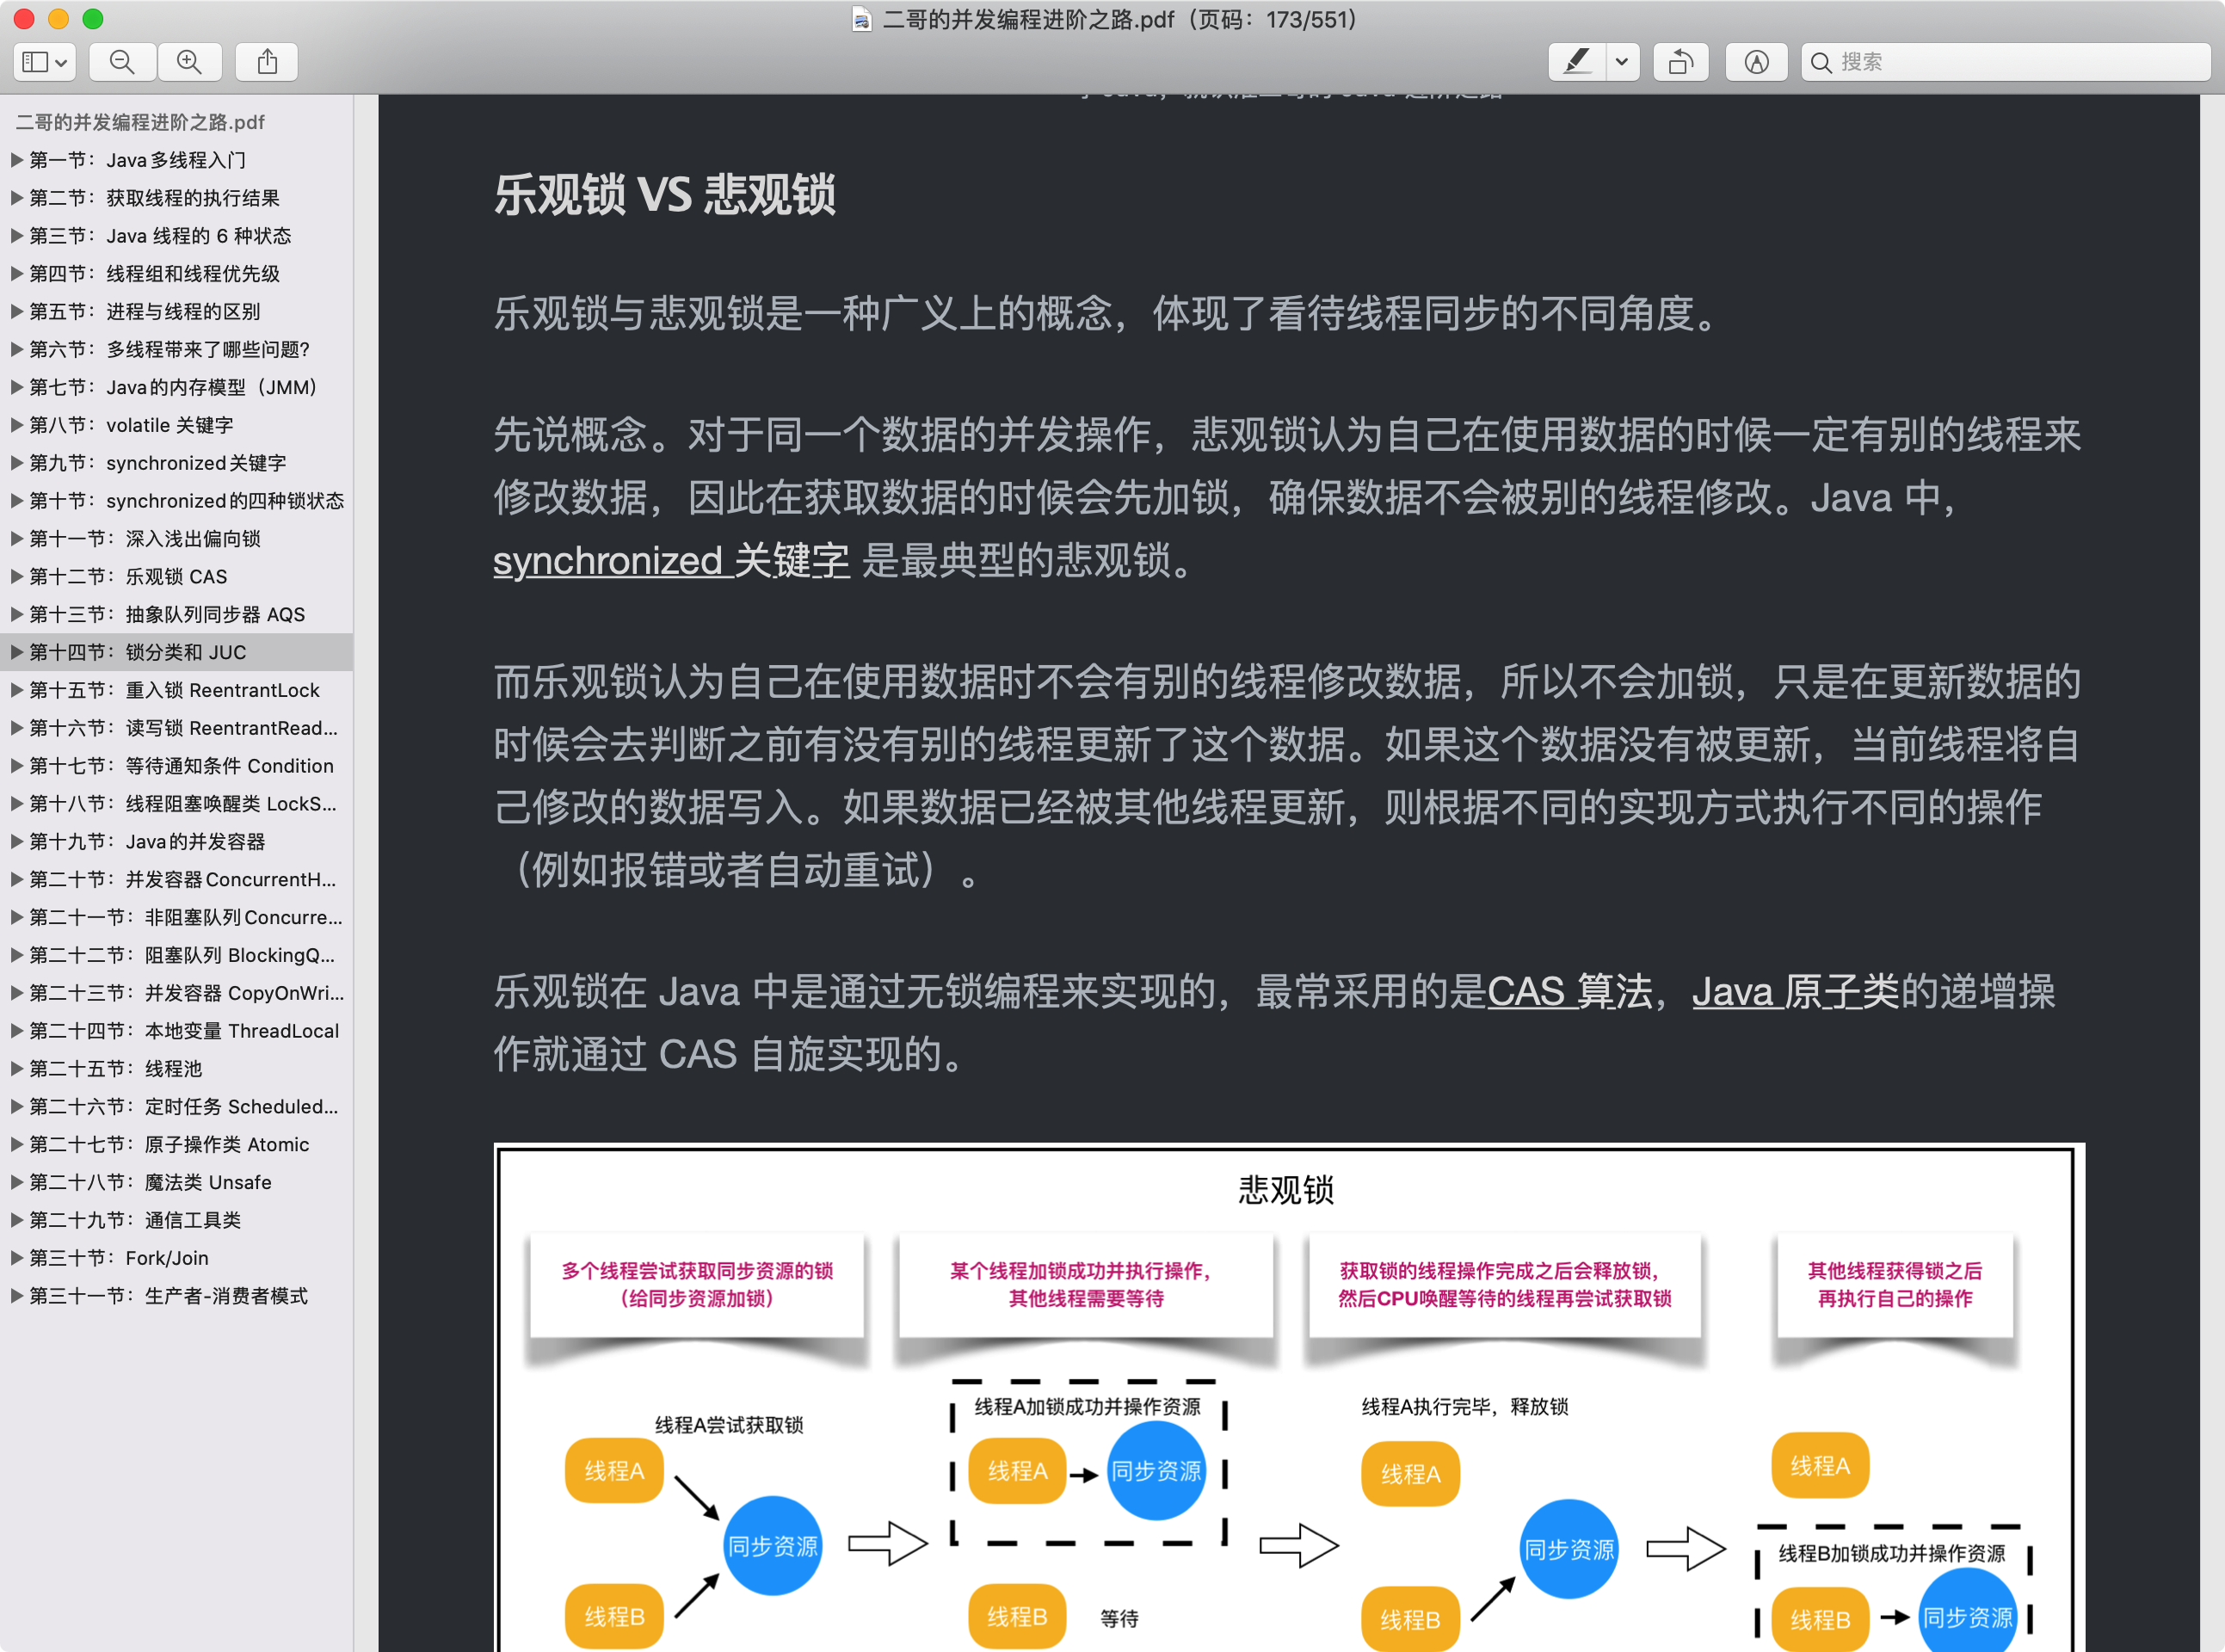 二哥的并发编程进阶之路.pdf（页码：173/551）
搜索
二哥的并发编程进阶之路.pdf
第一节：Java多线程入门
第二节：获取线程的执行结果
第三节：Java 线程的 6 种状态
第四节：线程组和线程优先级
第五节：进程与线程的区别
第六节：多线程带来了哪些问题?
第七节：Java的内存模型（JMM）
第八节：volatile 关键字
第九节：synchronized关键字
第十节：synchronized的四种锁状态
第十一节：深入浅出偏向锁
第十二节：乐观锁 CAS
第十三节：抽象队列同步器 AQS
第十四节：锁分类和 JUC
第十五节：重入锁 ReentrantLock
第十六节：读写锁 ReentrantRead...
第十七节：等待通知条件 Condition
第十八节：线程阻塞唤醒类 LockS...
第十九节：Java的并发容器
第二十节：并发容器ConcurrentH...
第二十一节：非阻塞队列Concurre...
第二十二节：阻塞队列 BlockingQ...
第二十三节：并发容器 CopyOnWri...
第二十四节：本地变量 ThreadLocal
第二十五节：线程池
第二十六节：定时任务 Scheduled...
第二十七节：原子操作类 Atomic
第二十八节：魔法类 Unsafe
第二十九节：通信工具类
第三十节：Fork/Join
第三十一节：生产者-消费者模式
乐观锁 VS 悲观锁
乐观锁与悲观锁是一种广义上的概念，体现了看待线程同步的不同角度。
先说概念。对于同一个数据的并发操作，悲观锁认为自己在使用数据的时候一定有别的线程来
修改数据，因此在获取数据的时候会先加锁，确保数据不会被别的线程修改。Java 中，
synchronized 关键字 是最典型的悲观锁。
而乐观锁认为自己在使用数据时不会有别的线程修改数据，所以不会加锁，只是在更新数据的
时候会去判断之前有没有别的线程更新了这个数据。如果这个数据没有被更新，当前线程将自
己修改的数据写入。如果数据已经被其他线程更新，则根据不同的实现方式执行不同的操作
（例如报错或者自动重试）。
乐观锁在 Java 中是通过无锁编程来实现的，最常采用的是CAS 算法，Java 原子类的递增操
作就通过 CAS 自旋实现的。
悲观锁
多个线程尝试获取同步资源的锁
（给同步资源加锁）
某个线程加锁成功并执行操作，
其他线程需要等待
获取锁的线程操作完成之后会释放锁，
然后CPU唤醒等待的线程再尝试获取锁
其他线程获得锁之后
再执行自己的操作
线程A尝试获取锁
线程A
同步资源
线程B
线程A加锁成功并操作资源
线程A
同步资源
线程B
等待
线程A执行完毕，释放锁
线程A
同步资源
线程B
线程A
线程B加锁成功并操作资源
线程B
同步资源